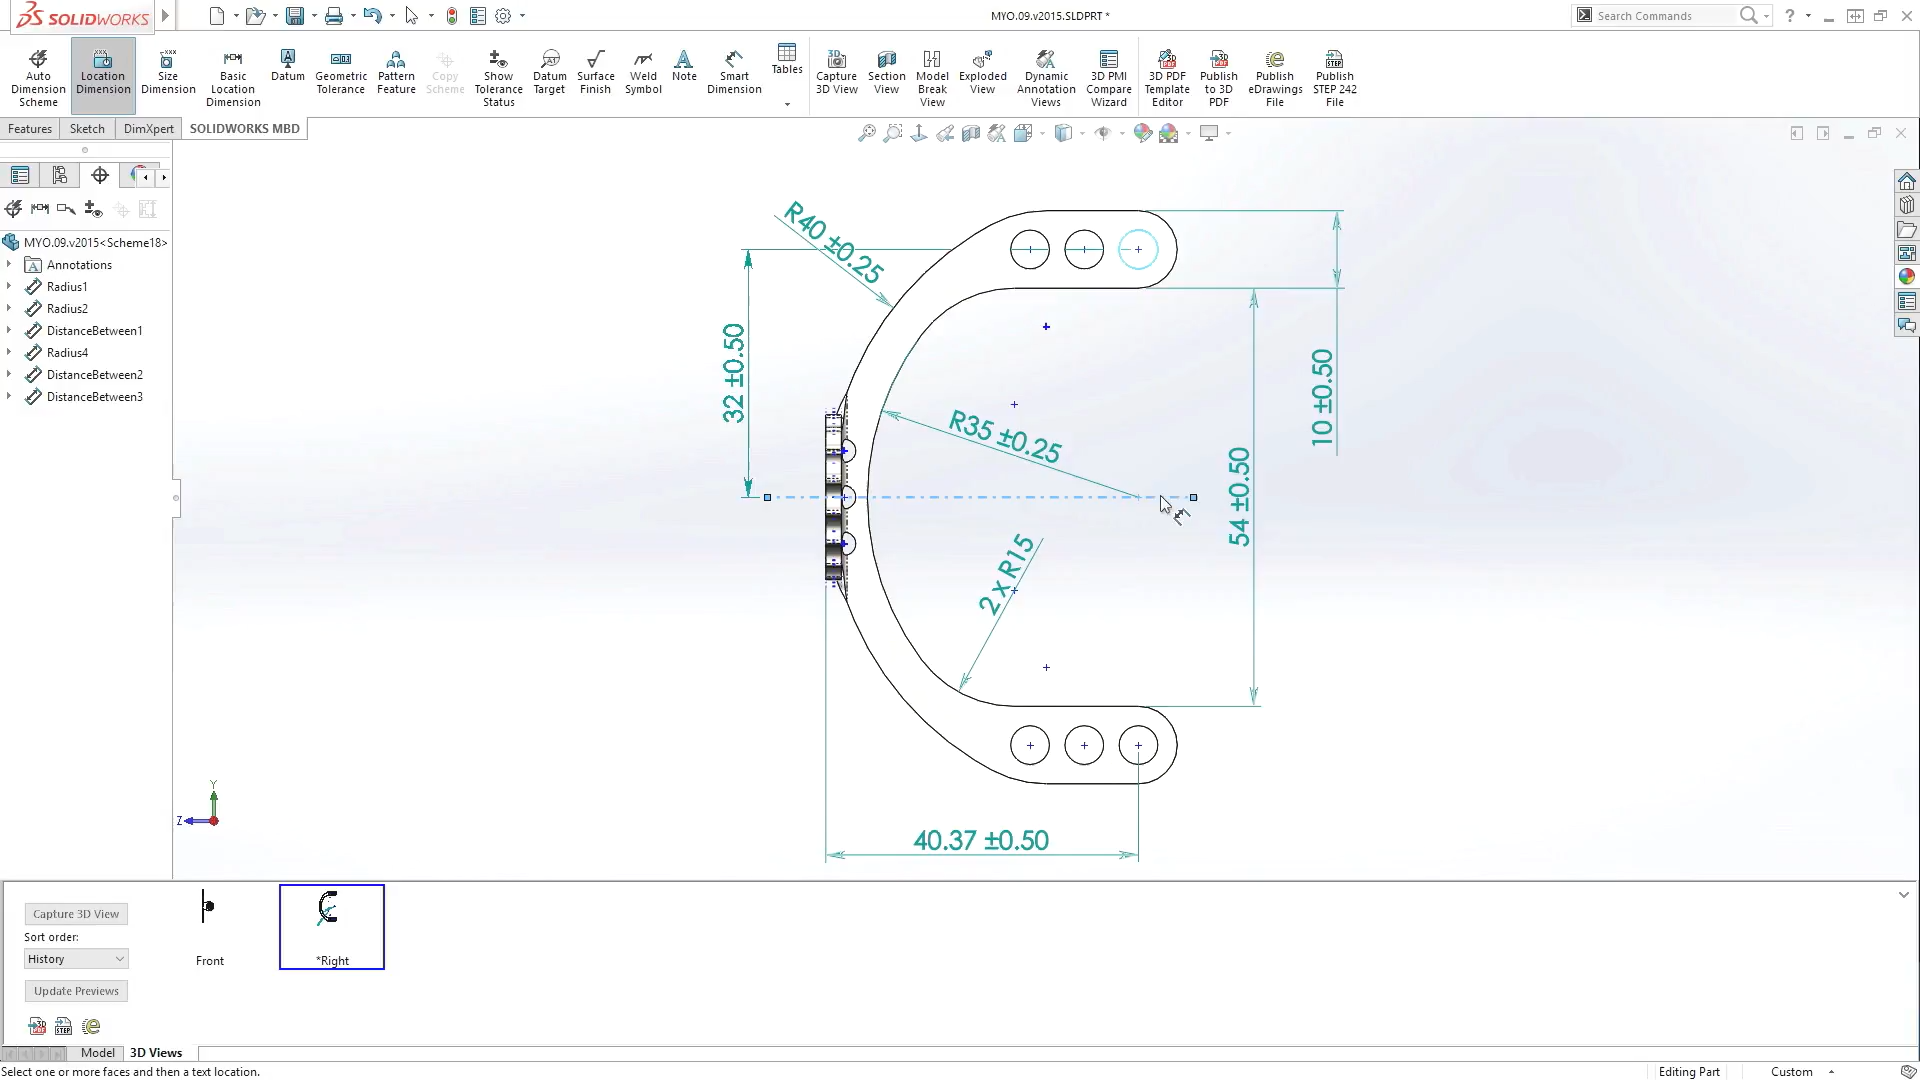 SOLIDWORKS
MYO.09.v2015.SLDPRT *
Search Commands
Auto
Dimension
Scheme
Location
Dimension
Size
Dimension
Basic
Location
Dimension
Datum
Geometric
Tolerance
Pattern
Feature
Copy
Scheme
Show
Tolerance
Status
Datum
Target
Surface
Finish
Weld
Symbol
Note
Smart
Dimension
Tables
Capture
3D View
Section
View
Model
Break
View
Exploded
View
Dynamic
Annotation
Views
3D PMI
Compare
Wizard
3D PDF
Template
Editor
Publish
to 3D
PDF
Publish
eDrawings
File
Publish
STEP 242
File
Features
Sketch
DimXpert
SOLIDWORKS MBD
MYO.09.v2015<Scheme18>
Annotations
Radius1
Radius2
DistanceBetween1
Radius4
DistanceBetween2
DistanceBetween3
R40 ±0.25
32 ±0.50
R35 ±0.25
10 ±0.50
54 ±0.50
2 x R15
40.37 ±0.50
Y
Z
Capture 3D View
Sort order:
History
Update Previews
Front
*Right
Model
3D Views
Select one or more faces and then a text location.
Editing Part
Custom